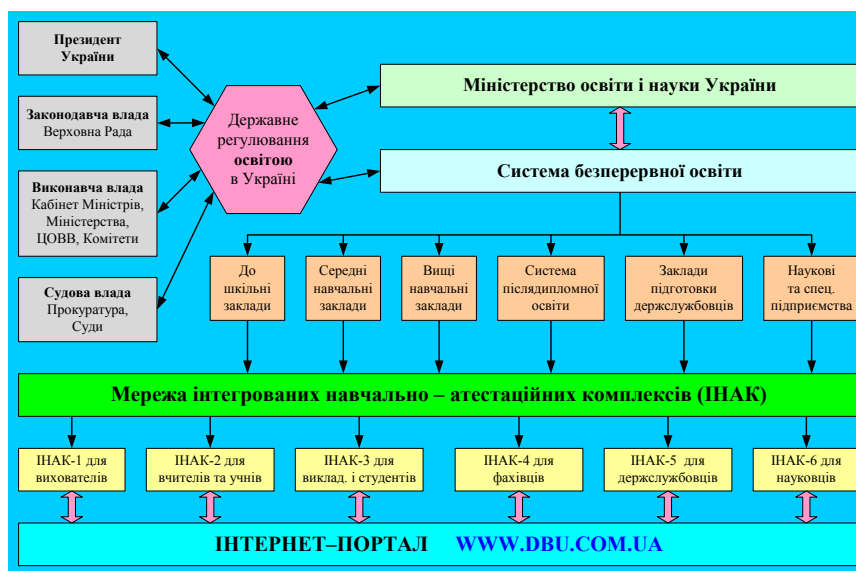 Президент
України
Законодавча влада
Верховна Рада
Виконавча влада
Кабінет Міністрів,
Міністерства,
ЦОВВ, Комітети
Судова влада
Прокуратура,
Суди
Державне
регулювання
освітою
в Україні
Міністерство освіти і науки України
Система безперервної освіти
До
шкільні
заклади
Середні
навчальні
заклади
Вищі
навчальні
заклади
Система
післядипломної
освіти
Заклади
підготовки
держслужбовців
Наукові
та спец.
підприємства
Мережа інтегрованих навчально – атестаційних комплексів (ІНАК)
ІНАК-1 для
вихователів
ІНАК-2 для
вчителів та учнів
ІНАК-3 для
виклад. і студентів
ІНАК-4 для
фахівців
ІНАК-5 для
держслужбовців
ІНАК-6 для
науковців
ІНТЕРНЕТ–ПОРТАЛ WWW.DBU.COM.UA